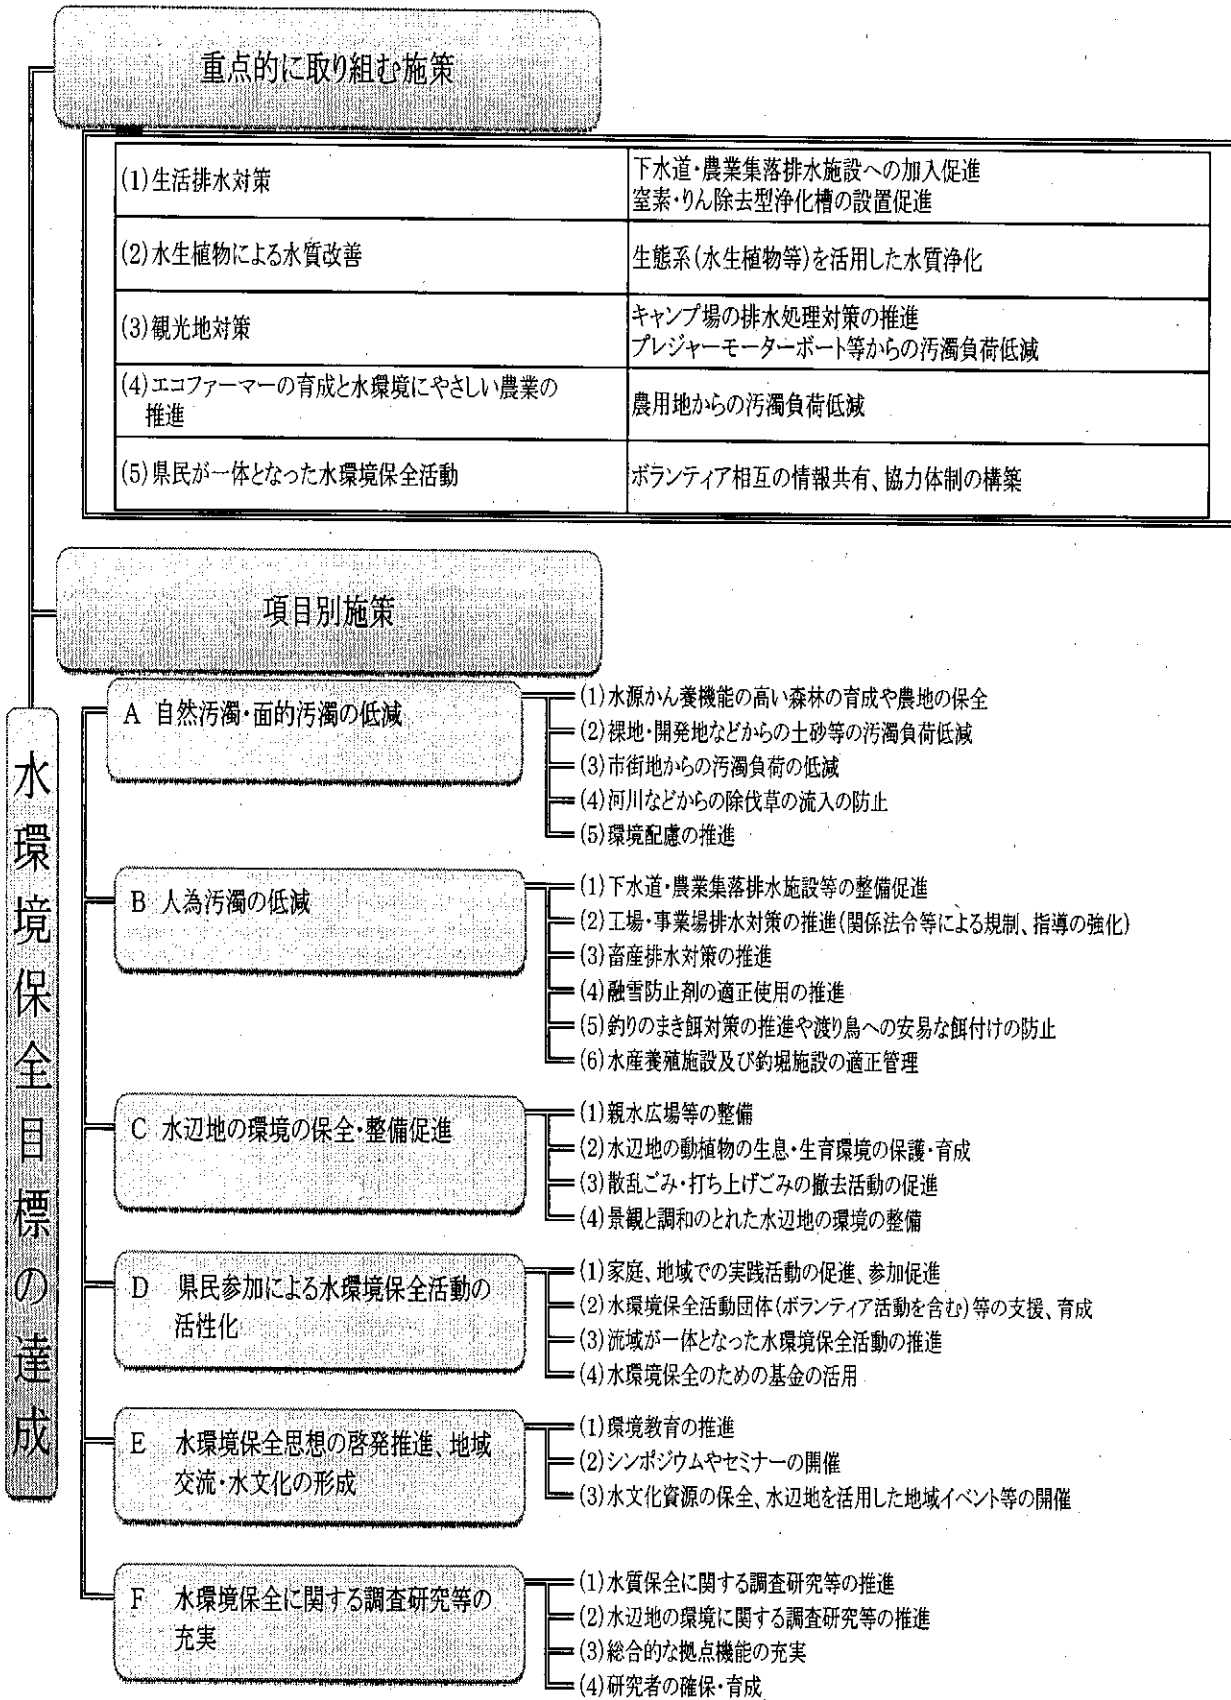 重点的に取り組む施策
(1)生活排水対策
下水道・農業集落排水施設への加入促進
窒素・りん除去型浄化槽の設置促進
(2)水生植物による水質改善
生態系(水生植物等)を活用した水質浄化
(3)観光地対策
キャンプ場の排水処理対策の推進
プレジャーモーターボート等からの汚濁負荷低減
(4)エコファーマーの育成と水環境にやさしい農業の
推進
農用地からの汚濁負荷低減
(5)県民が一体となった水環境保全活動
ボランティア相互の情報共有、協力体制の構築
項目別施策
水環境保全目標の達成
A 自然汚濁・面的汚濁の低減
(1)水源かん養機能の高い森林の育成や農地の保全
(2)裸地・開発地などからの土砂等の汚濁負荷低減
(3)市街地からの汚濁負荷の低減
(4)河川などからの除伐草の流入の防止
(5)環境配慮の推進
B 人為汚濁の低減
(1)下水道・農業集落排水施設等の整備促進
(2)工場・事業場排水対策の推進(関係法令等による規制、指導の強化)
(3)畜産排水対策の推進
(4)融雪防止剤の適正使用の推進
(5)釣りのまき餌対策の推進や渡り鳥への安易な餌付けの防止
(6)水産養殖施設及び釣堀施設の適正管理
C 水辺地の環境の保全・整備促進
(1)親水広場等の整備
(2)水辺地の動植物の生息・生育環境の保護・育成
(3)散乱ごみ・打ち上げごみの撤去活動の促進
(4)景観と調和のとれた水辺地の環境の整備
D 県民参加による水環境保全活動の
活性化
(1)家庭、地域での実践活動の促進、参加促進
(2)水環境保全活動団体(ボランティア活動を含む)等の支援、育成
(3)流域が一体となった水環境保全活動の推進
(4)水環境保全のための基金の活用
E 水環境保全思想の啓発推進、地域
交流・水文化の形成
(1)環境教育の推進
(2)シンポジウムやセミナーの開催
(3)水文化資源の保全、水辺地を活用した地域イベント等の開催
F 水環境保全に関する調査研究等の
充実
(1)水質保全に関する調査研究等の推進
(2)水辺地の環境に関する調査研究等の推進
(3)総合的な拠点機能の充実
(4)研究者の確保・育成